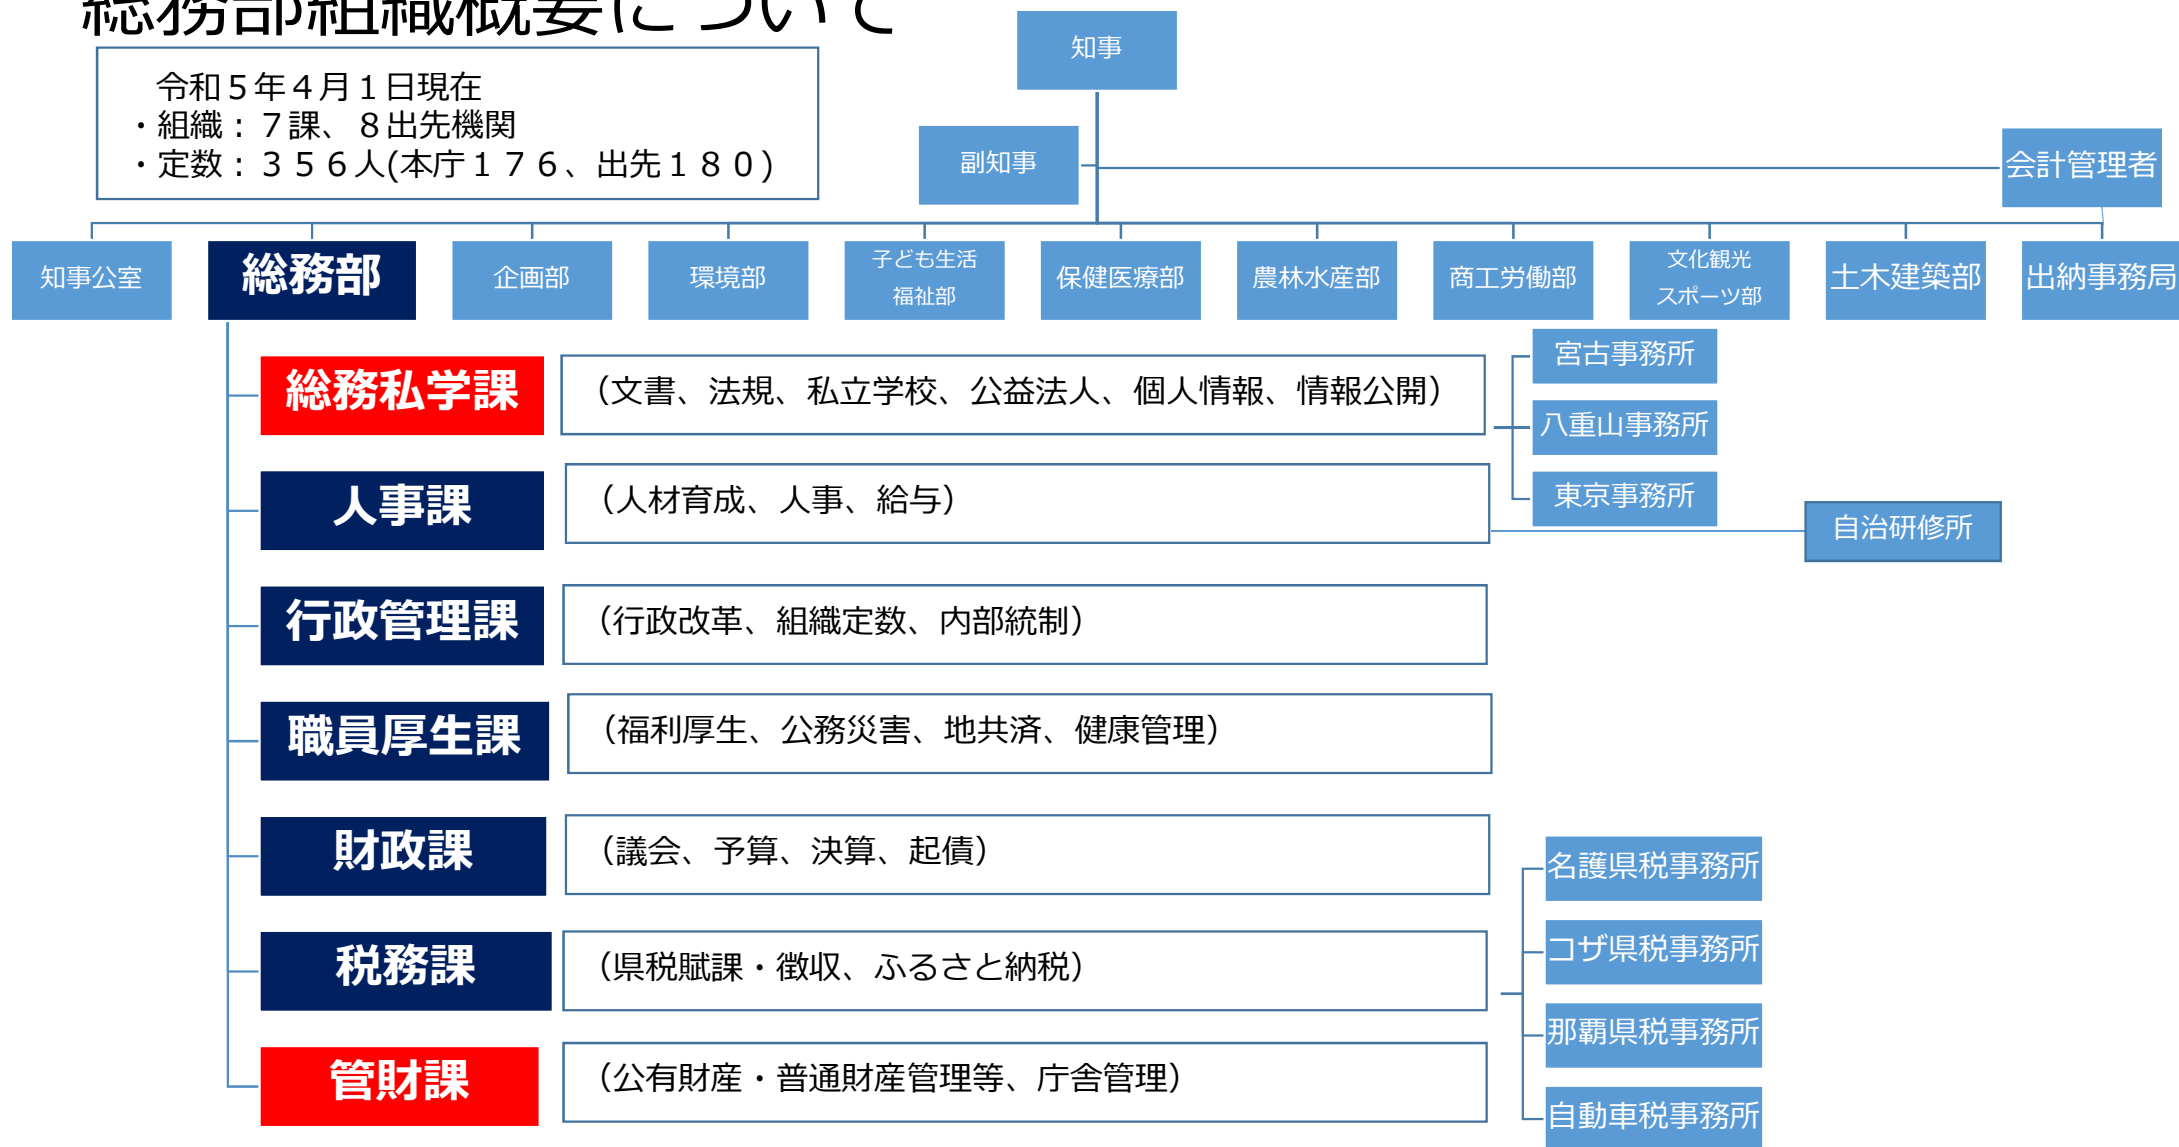 総務部組織概要について
令和５年４月１日現在
・組織：７課、８出先機関
・定数：３５６人(本庁１７６、出先１８０)
知事
副知事
会計管理者
知事公室
総務部
企画部
環境部
子ども生活
福祉部
保健医療部
農林水産部
商工労働部
文化観光
スポーツ部
土木建築部
出納事務局
総務私学課
（文書、法規、私立学校、公益法人、個人情報、情報公開）
宮古事務所
八重山事務所
東京事務所
人事課
（人材育成、人事、給与）
自治研修所
行政管理課
（行政改革、組織定数、内部統制）
職員厚生課
（福利厚生、公務災害、地共済、健康管理）
財政課
（議会、予算、決算、起債）
税務課
（県税賦課・徴収、ふるさと納税）
名護県税事務所
コザ県税事務所
那覇県税事務所
自動車税事務所
管財課
（公有財産・普通財産管理等、庁舎管理）